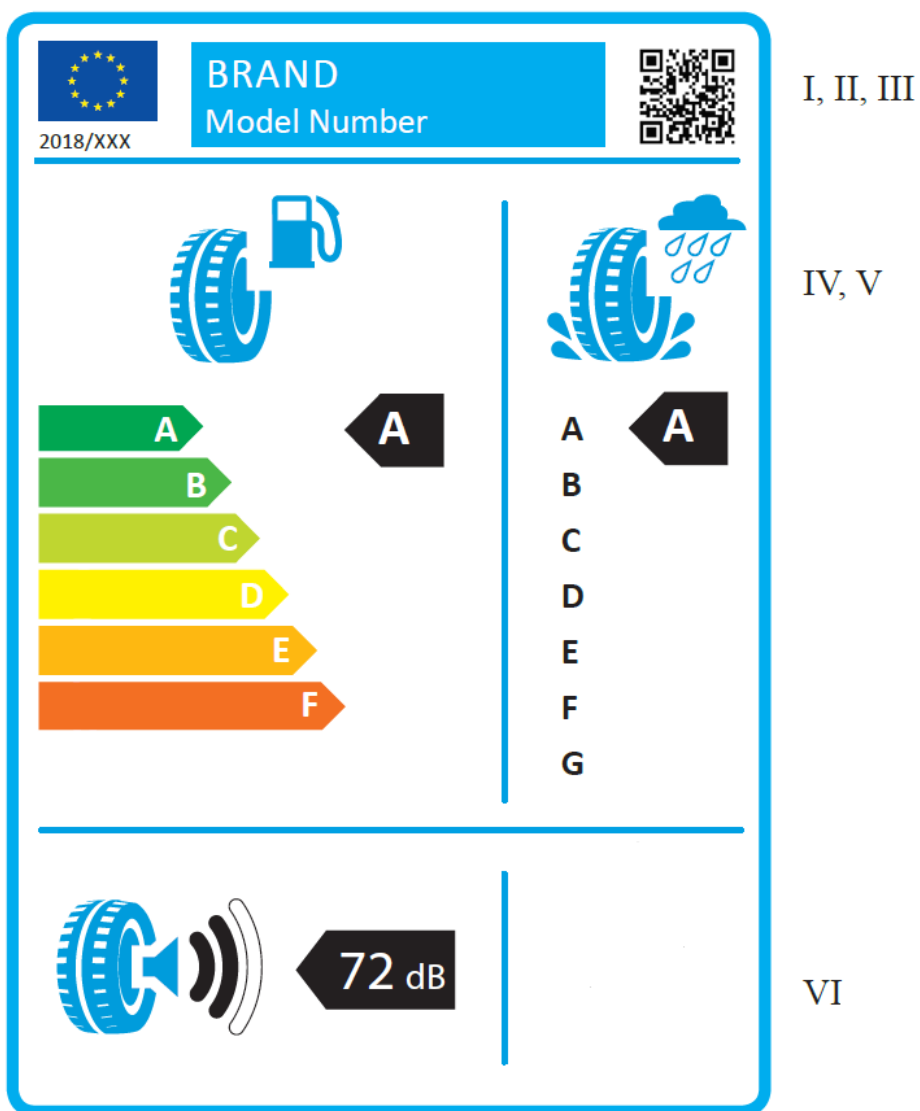 BRAND
Model Number
2018/XXX
I, II, III
IV, V
A
B
C
D
E
F
A
A
B
C
D
E
F
G
A
72 dB
VI